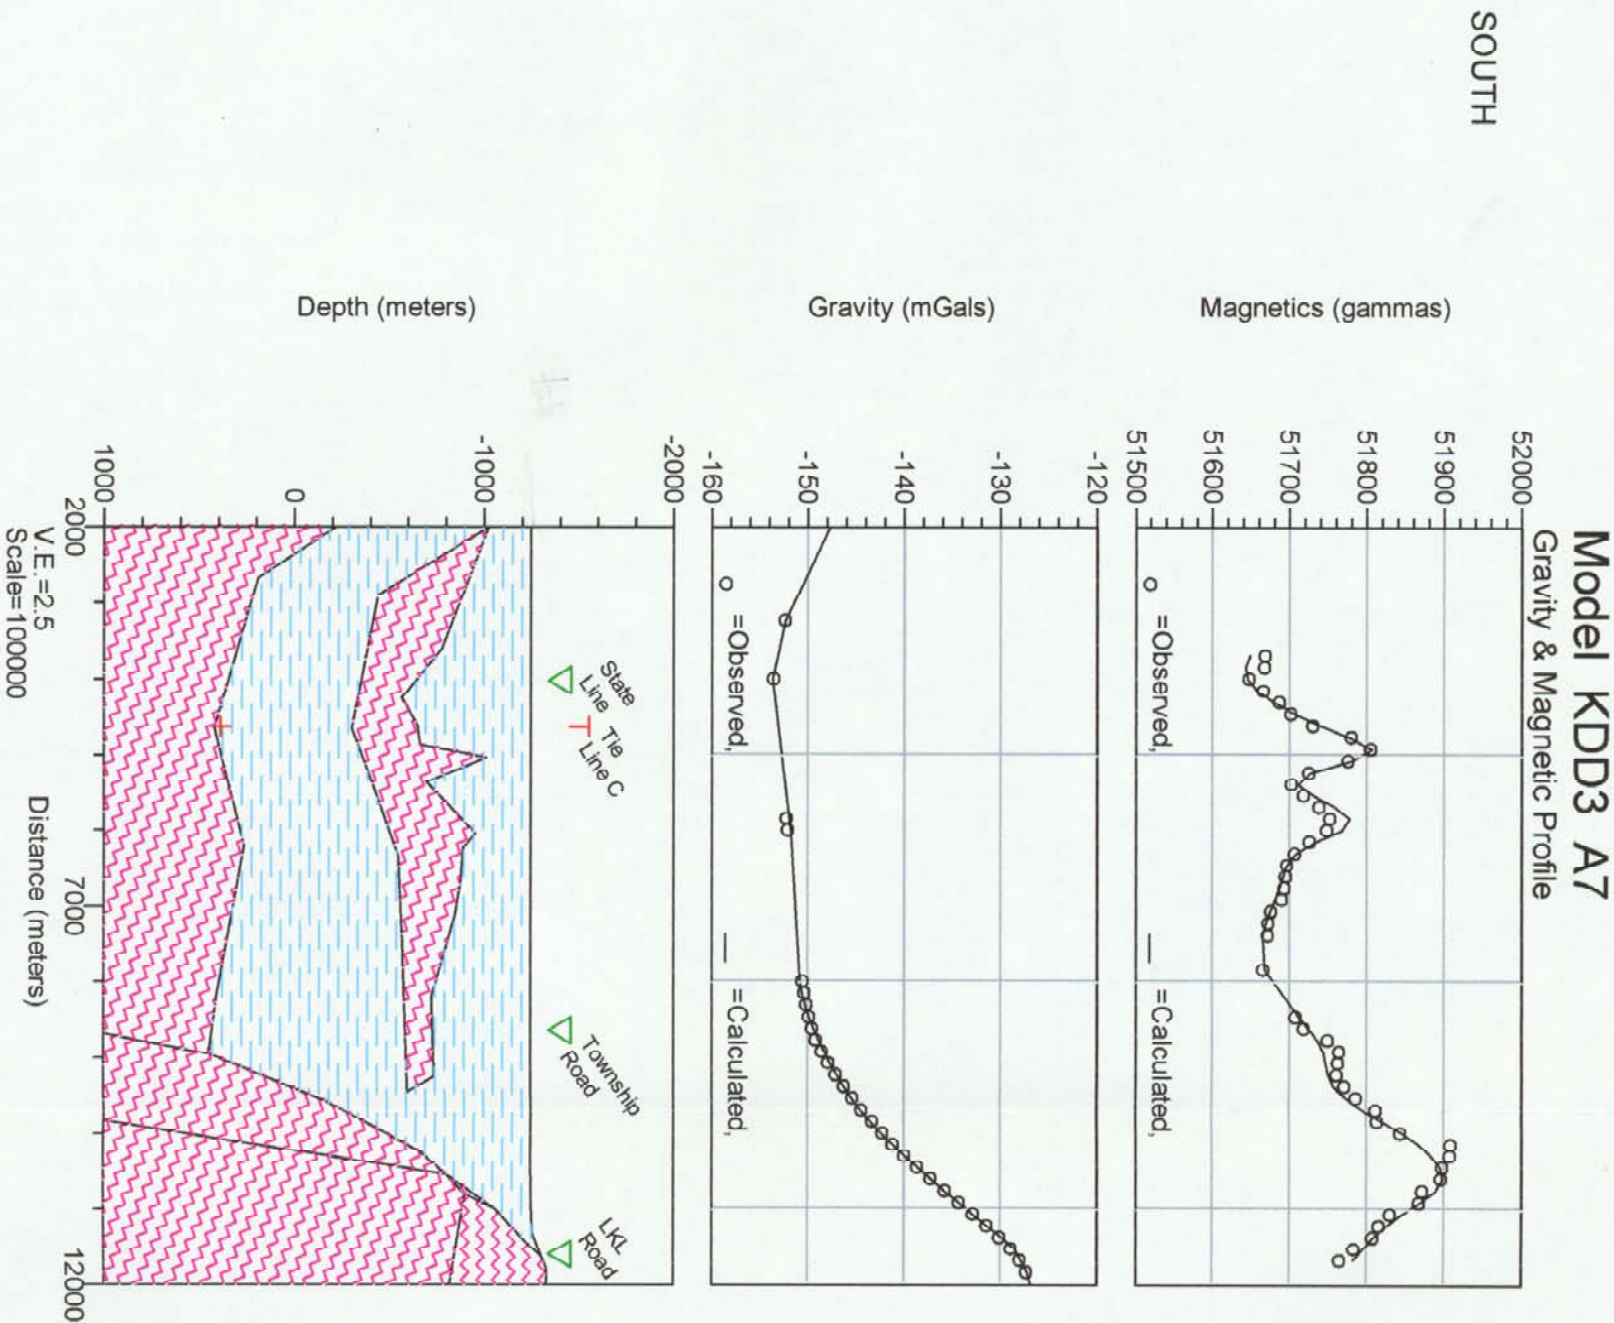 Model KDD3 A7
Gravity & Magnetic Profile
SOUTH
Magnetics (gammas)
52000
51900
51800
51700
51600
51500
=Observed,
=Calculated,
Gravity (mGals)
-120
-130
-140
-150
-160
=Observed,
=Calculated,
Depth (meters)
-2000
-1000
0
1000
State
Line
Tie
Line C
Township
Road
LKL
Road
2000
7000
12000
Distance (meters)
V.E.=2.5
Scale=100000